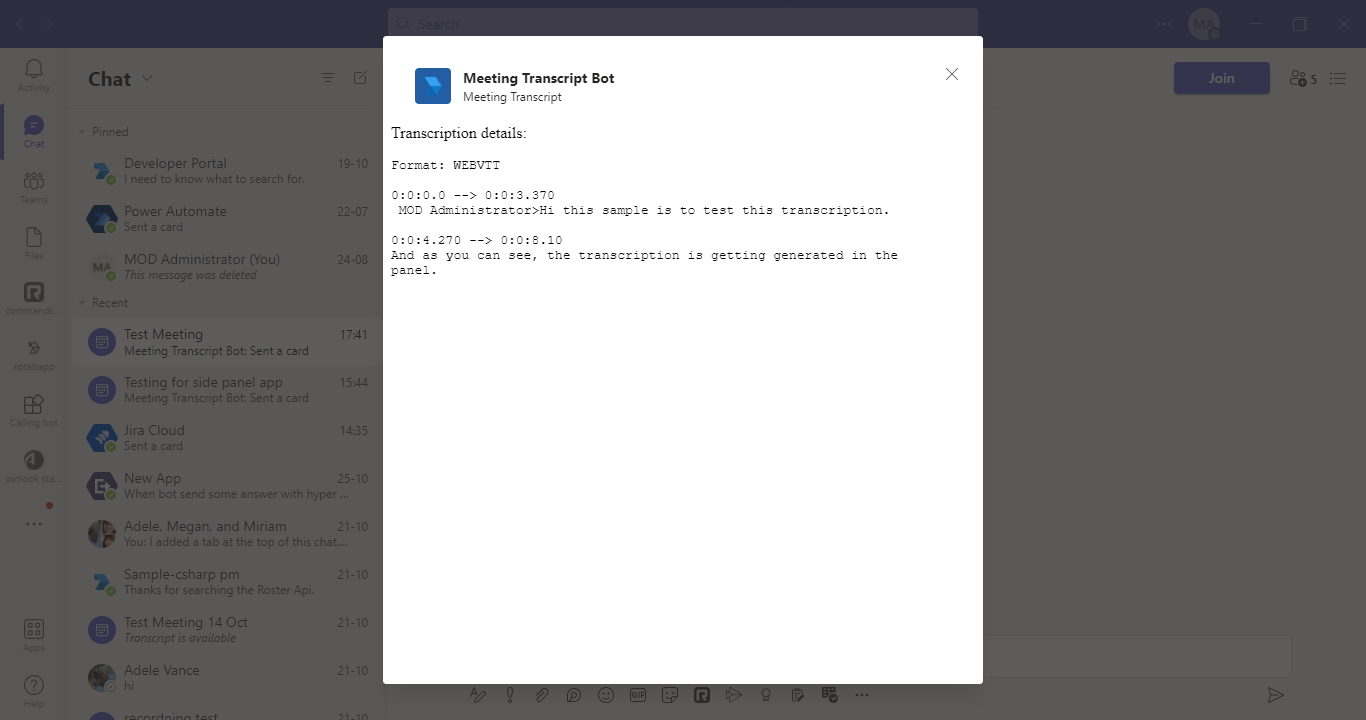 Search
MA
Activity
Chat
Teams
Files
commands...
sptabapp
Calling bot
outlook sta...
Apps
Help
Chat
Pinned
Developer Portal 19-10
I need to know what to search for.
Power Automate 22-07
Sent a card
MA
MOD Administrator (You) 24-08
This message was deleted
Recent
Test Meeting 17:41
Meeting Transcript Bot: Sent a card
Testing for side panel app 15:44
Meeting Transcript Bot: Sent a card
Jira Cloud 14:35
Sent a card
New App 25-10
When bot send some answer with hyper ...
Adele, Megan, and Miriam 21-10
You: I added a tab at the top of this chat....
Sample-csharp pm 21-10
Thanks for searching the Roster Api.
Test Meeting 14 Oct 21-10
Transcript is available
Adele Vance 21-10
hi
recordning test 21-10
Meeting Transcript Bot
Meeting Transcript
Transcription details:
Format: WEBVTT
0:0:0.0 --> 0:0:3.370
MOD Administrator>Hi this sample is to test this transcription.
0:0:4.270 --> 0:0:8.10
And as you can see, the transcription is getting generated in the
panel.
Join
5
GIF